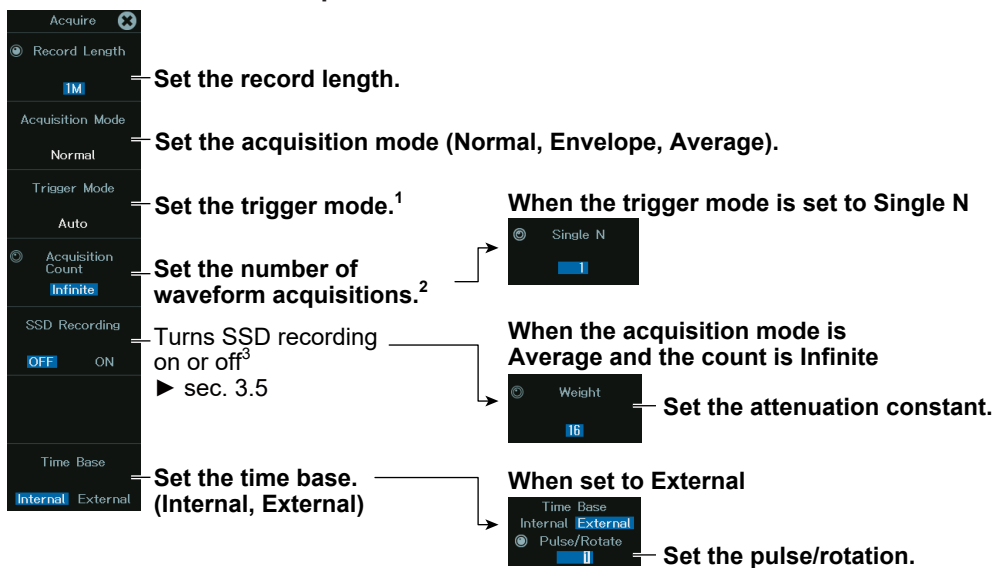 Acquire
Record Length
1M
Set the record length.
Acquisition Mode
Normal
Set the acquisition mode (Normal, Envelope, Average).
Trigger Mode
Auto
Set the trigger mode.1
When the trigger mode is set to Single N
Single N
1
Acquisition
Count
Infinite
Set the number of
waveform acquisitions.2
SSD Recording
OFF ON
Turns SSD recording
on or off3
► sec. 3.5
When the acquisition mode is
Average and the count is Infinite
Weight
16
Set the attenuation constant.
Time Base
Internal External
Set the time base.
(Internal, External)
When set to External
Time Base
Internal External
Pulse/Rotate
1
Set the pulse/rotation.